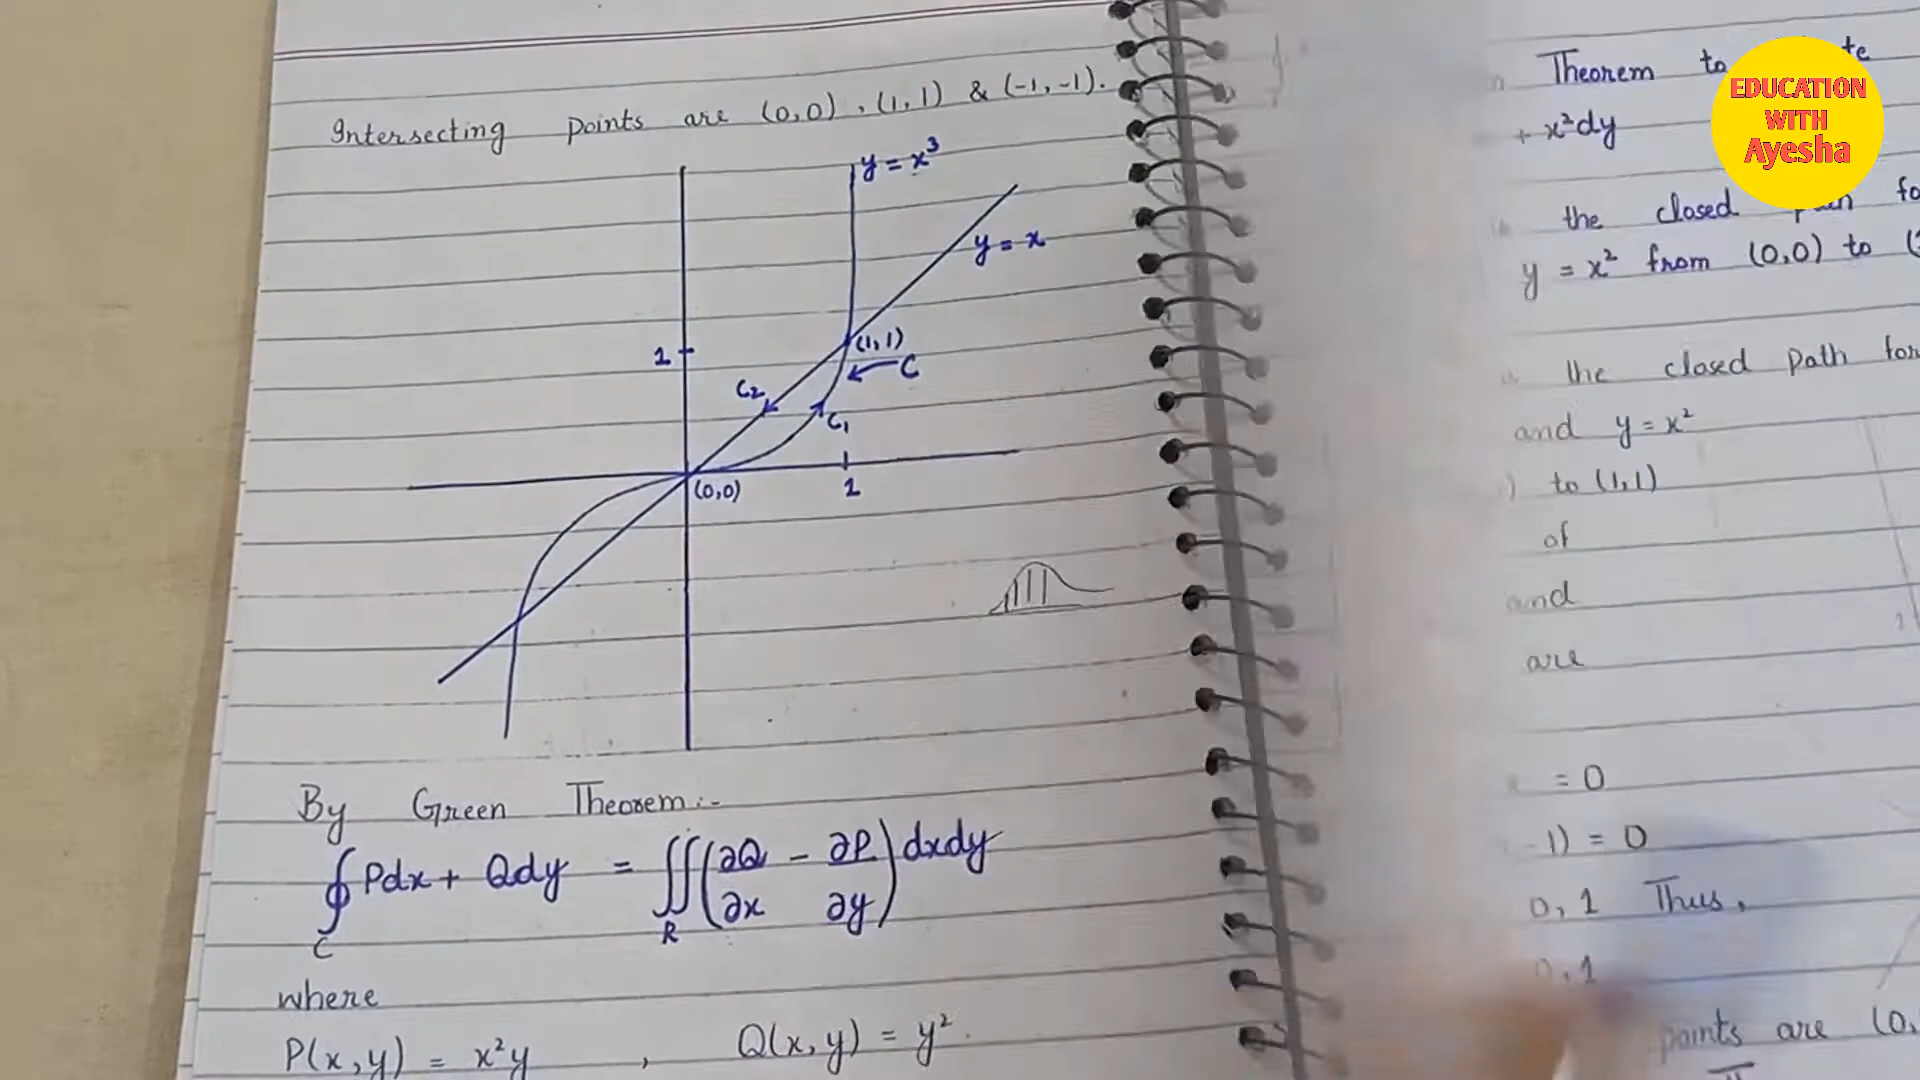 Intersecting points are (0,0), (1,1) & (-1,-1).
y = x³
y = x
1
(1,1)
C
C₂
C₁
(0,0)
1
By Green Theorem:-
∮ Pdx + Qdy = ∬(∂Q/∂x − ∂P/∂y) dxdy
C R
where
P(x,y) = x²y , Q(x,y) = y².
Theorem to
+ x²dy
the closed
y = x² from (0,0) to
the closed path for
and y = x²
) to (1,1)
of
and
are
= 0
-1) = 0
0,1 Thus,
0,1
points are (0,
EDUCATION
WITH
Ayesha